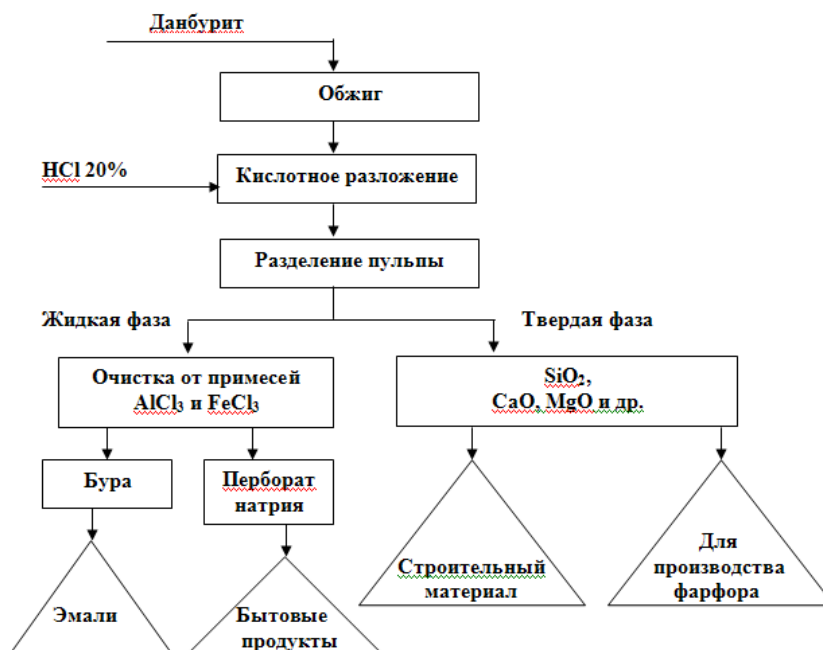 Данбурит
Обжиг
HCl 20%
Кислотное разложение
Разделение пульпы
Жидкая фаза
Твердая фаза
Очистка от примесей
AlCl₃ и FeCl₃
SiO₂,
CaO, MgO и др.
Бура
Перборат
натрия
Эмали
Бытовые
продукты
Строительный
материал
Для
производства
фарфора